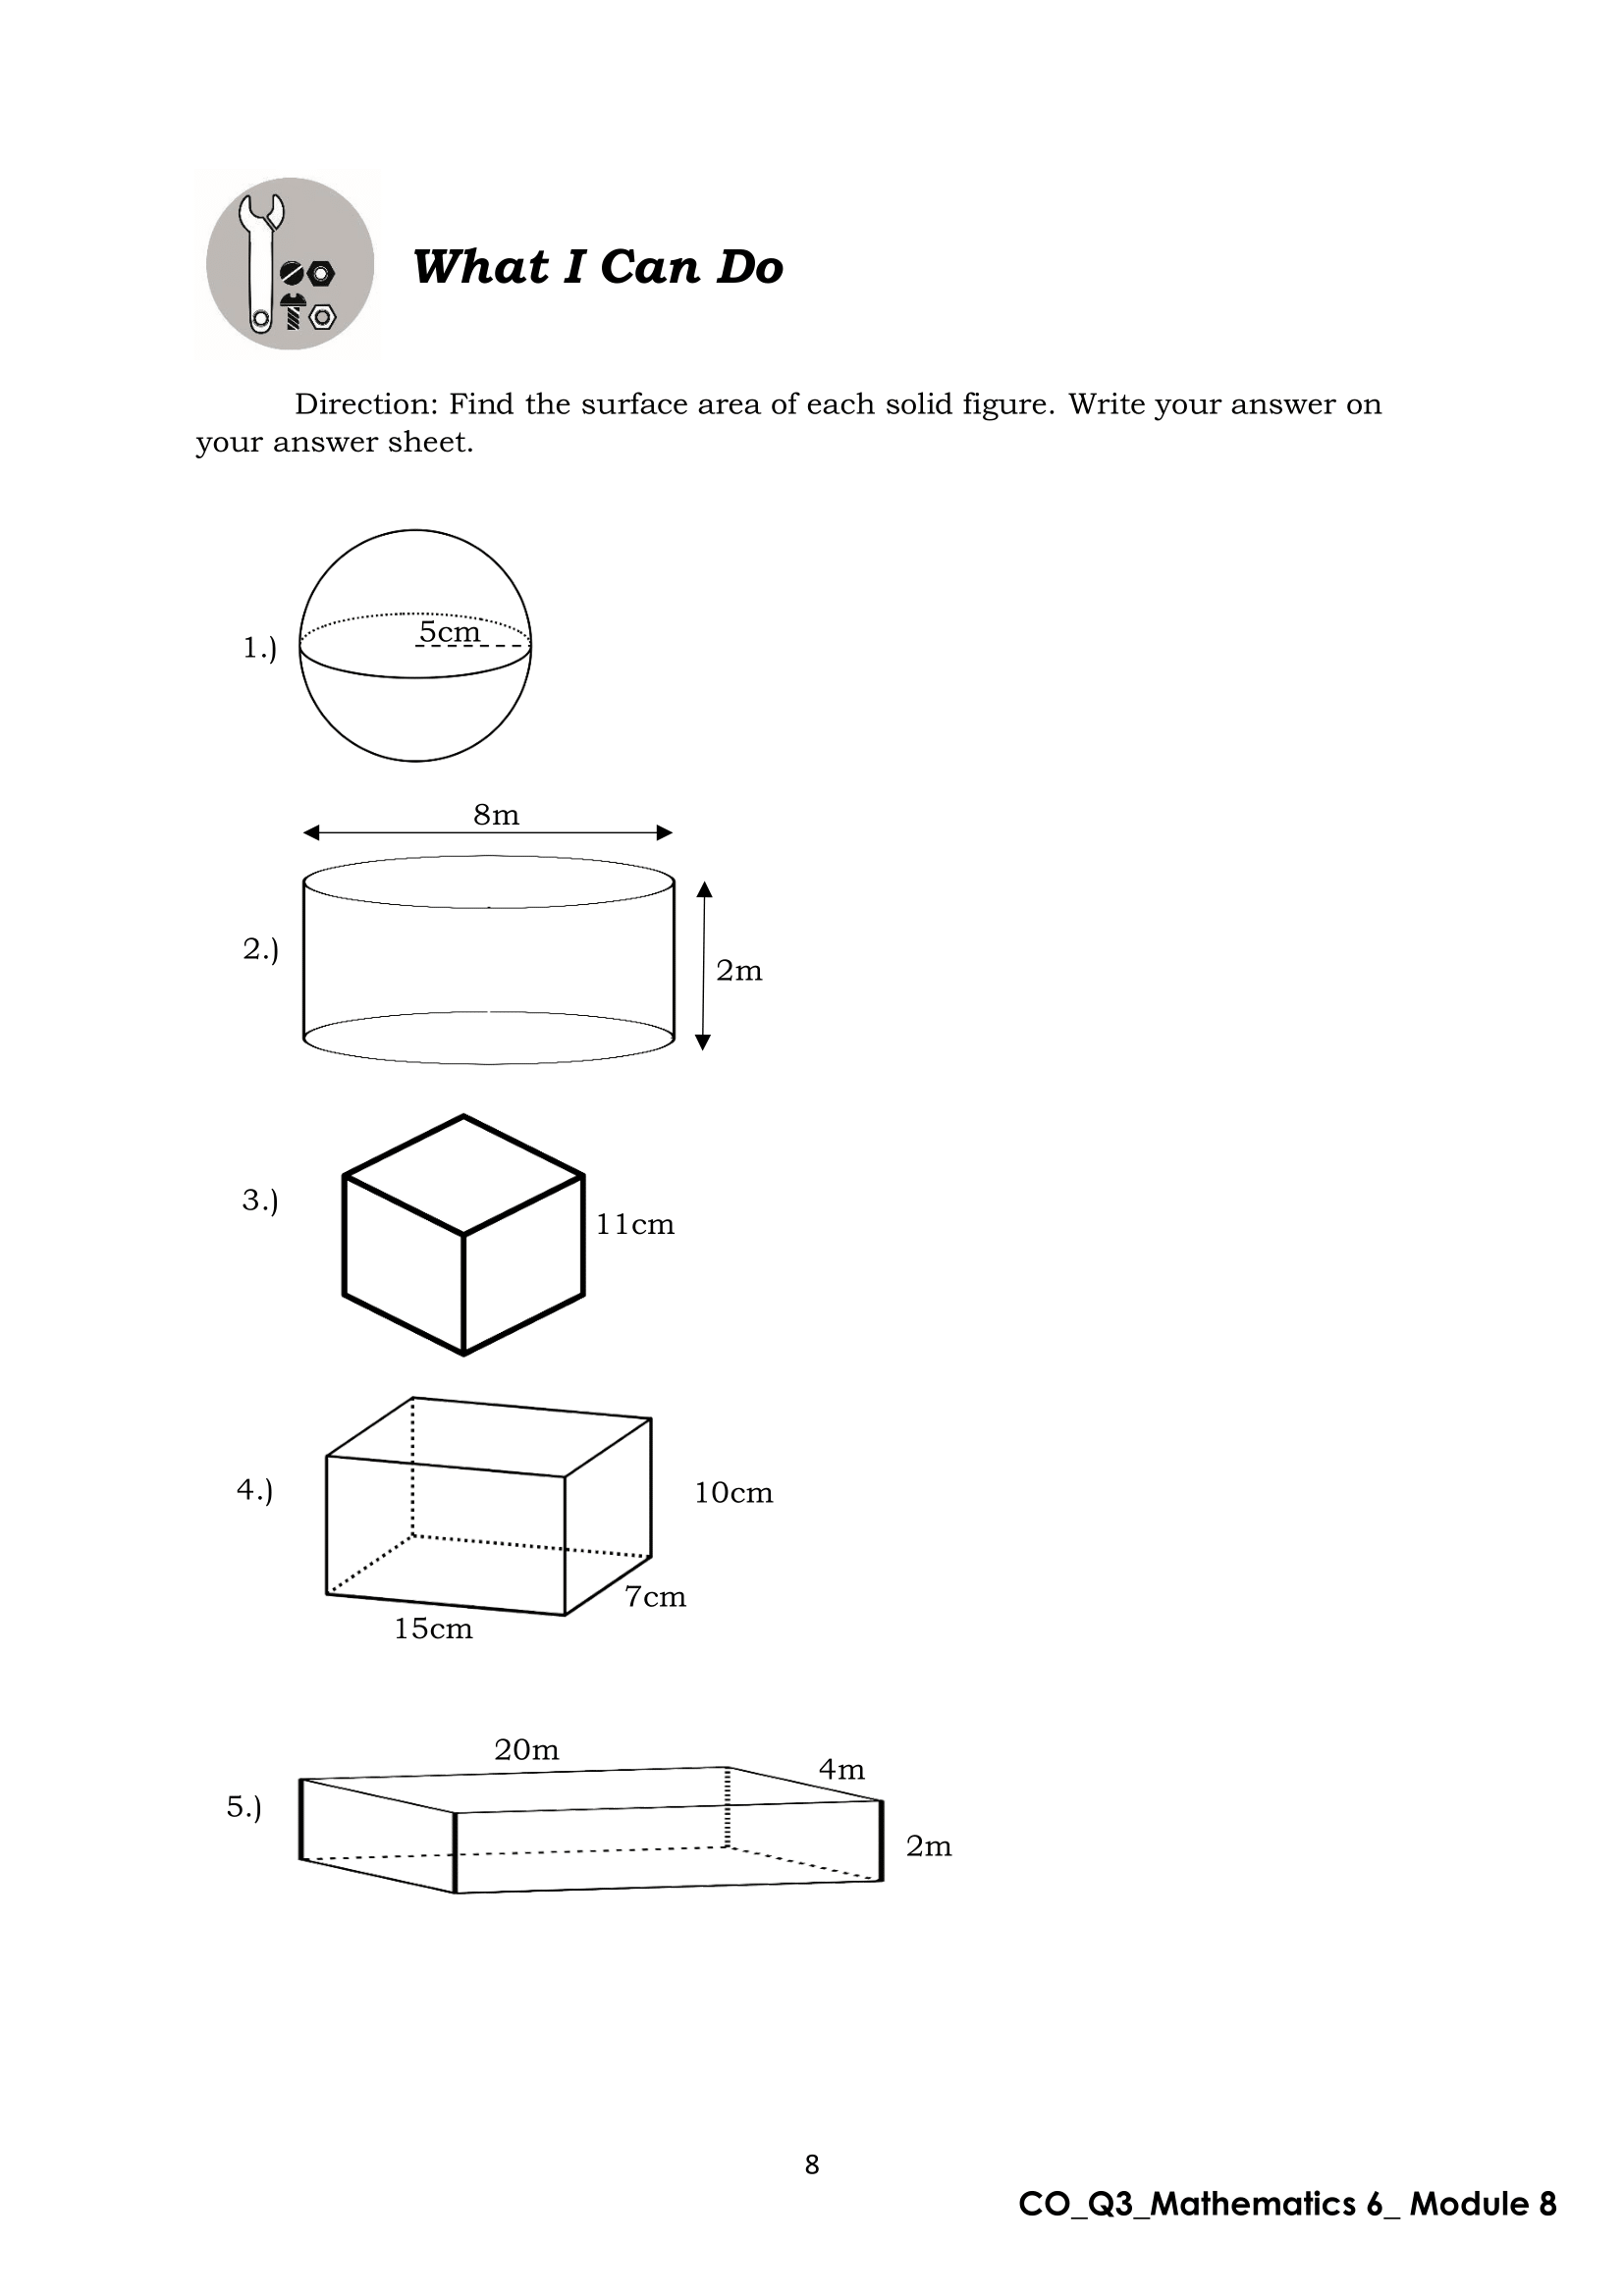 What I Can Do
Direction: Find the surface area of each solid figure. Write your answer on
your answer sheet.
1.)
5cm
8m
2.)
2m
3.)
11cm
4.)
10cm
7cm
15cm
20m
4m
5.)
2m
8
CO_Q3_Mathematics 6_ Module 8